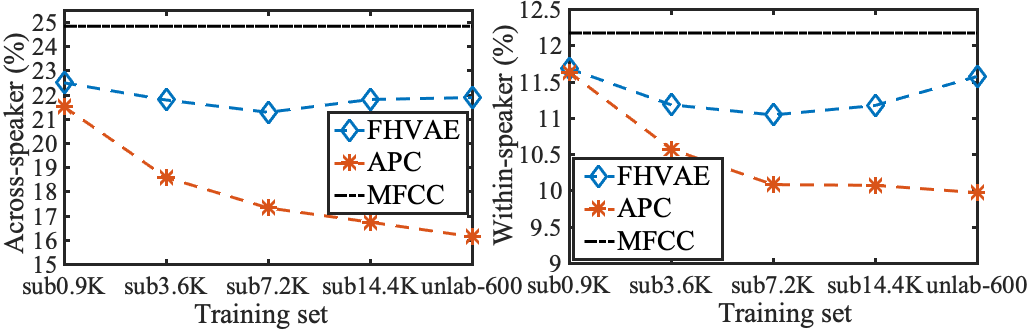 Across-speaker (%)
25
24
23
22
21
20
19
18
17
16
15
FHVAE
APC
MFCC
sub0.9K sub3.6K sub7.2K sub14.4K unlab-600
Training set
Within-speaker (%)
12.5
12
11.5
11
10.5
10
9.5
9
FHVAE
APC
MFCC
sub0.9K sub3.6K sub7.2K sub14.4K unlab-600
Training set